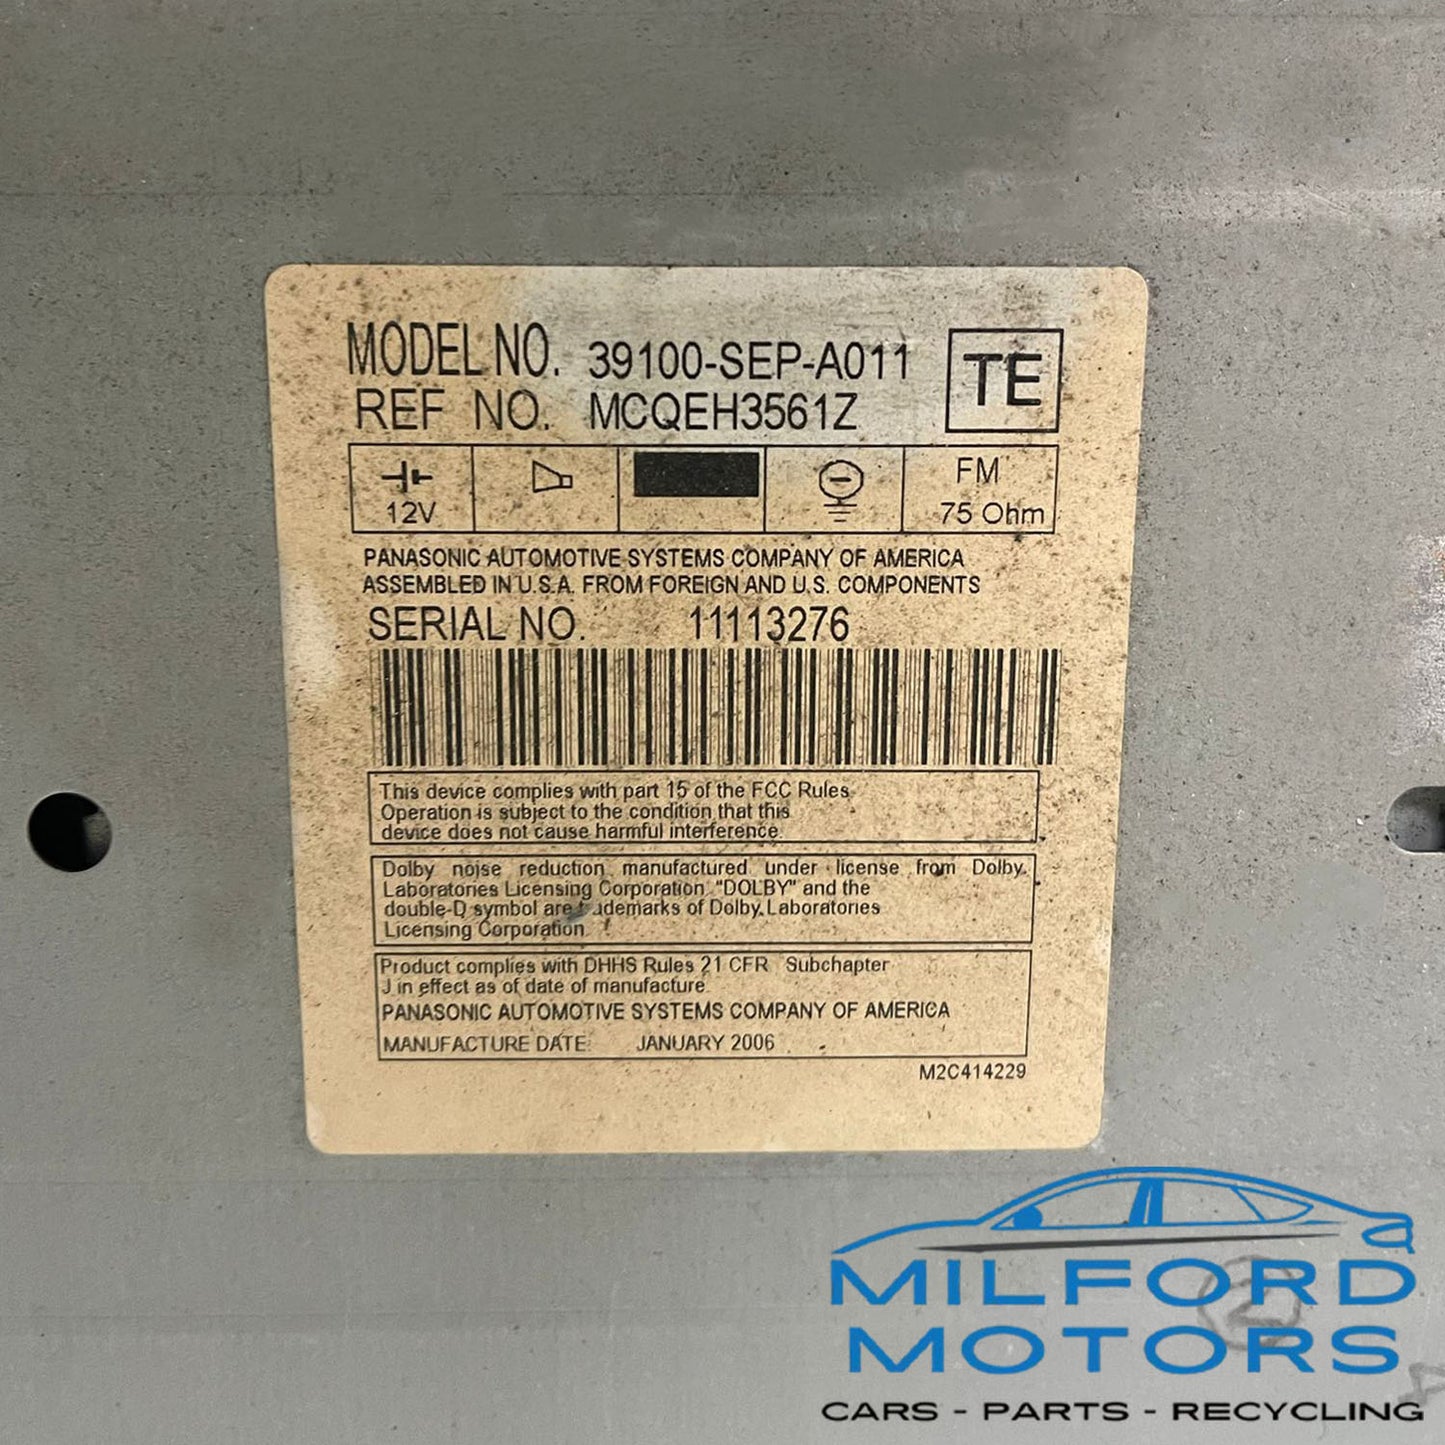 MODEL NO. 39100-SEP-A011 TE
REF NO. MCQEH3561Z
12V
FM
75 Ohm
PANASONIC AUTOMOTIVE SYSTEMS COMPANY OF AMERICA
ASSEMBLED IN U.S.A. FROM FOREIGN AND U.S. COMPONENTS
SERIAL NO. 11113276
This device complies with part 15 of the FCC Rules.
Operation is subject to the condition that this
device does not cause harmful interference.
Dolby noise reduction manufactured under license from Dolby
Laboratories Licensing Corporation. "DOLBY" and the
double-D symbol are trademarks of Dolby Laboratories
Licensing Corporation.
Product complies with DHHS Rules 21 CFR Subchapter
J in effect as of date of manufacture.
PANASONIC AUTOMOTIVE SYSTEMS COMPANY OF AMERICA
MANUFACTURE DATE: JANUARY 2006
M2C414229
2
MILFORD
MOTORS
CARS - PARTS - RECYCLING